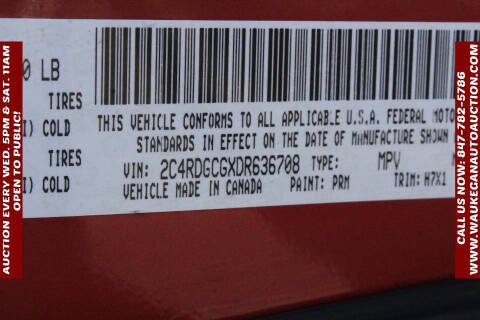 AUCTION EVERY WED. 5PM & SAT. 11AM
OPEN TO PUBLIC!
0 LB
TIRES
COLD
TIRES
COLD
THIS VEHICLE CONFORMS TO ALL APPLICABLE U.S.A. FEDERAL MOTO
STANDARDS IN EFFECT ON THE DATE OF MANUFACTURE SHOWN
VIN: 2C4RDGCGXDR636708 TYPE: MPV
VEHICLE MADE IN CANADA PAINT: PRM TRIM: H7X1
CALL US NOW: 847-782-5786
WWW.WAUKEGANAUTOAUCTION.COM